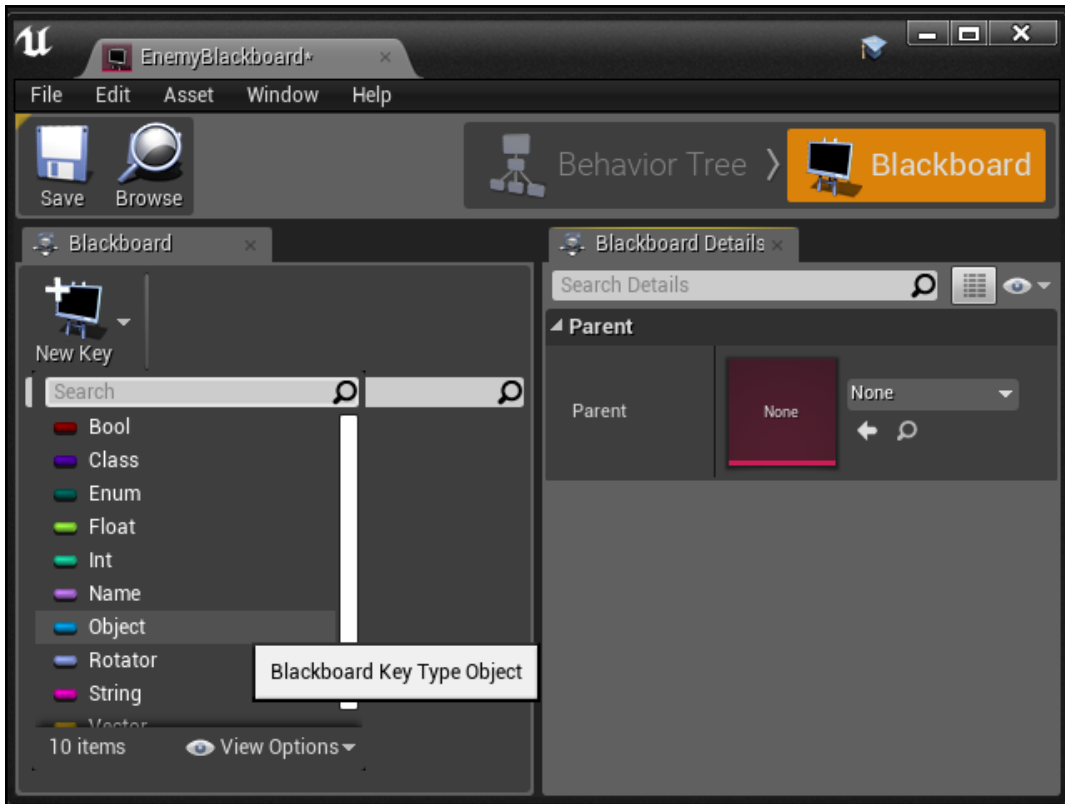 EnemyBlackboard*
File Edit Asset Window Help
Save Browse
Behavior Tree Blackboard
Blackboard
New Key
Search
Bool
Class
Enum
Float
Int
Name
Object
Rotator
String
Vector
Blackboard Key Type Object
10 items View Options
Blackboard Details
Search Details
Parent
Parent
None
None